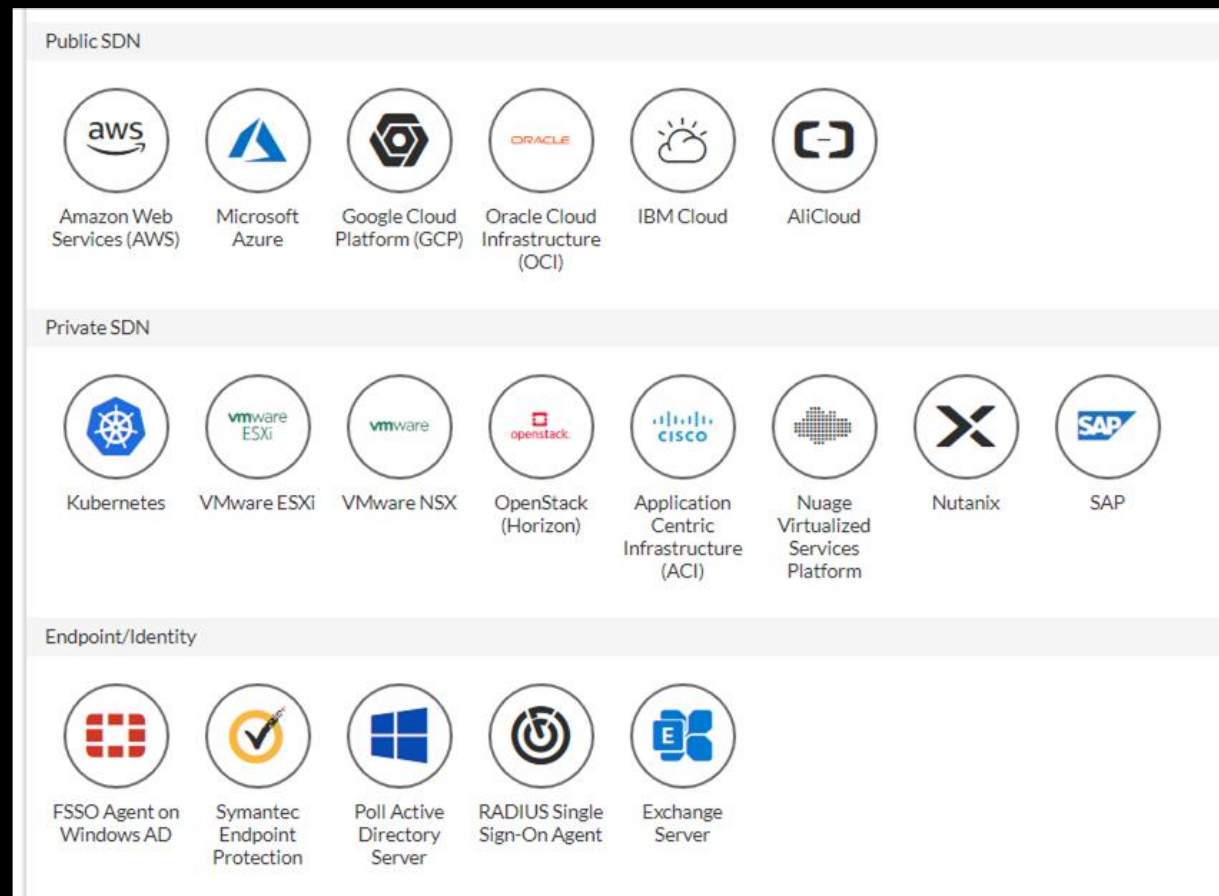 Public SDN
aws
ORACLE
Amazon Web
Services (AWS)
Microsoft
Azure
Google Cloud
Platform (GCP)
Oracle Cloud
Infrastructure
(OCI)
IBM Cloud
AliCloud
Private SDN
vmware
ESXi
vmware
openstack.
CISCO
SAP
Kubernetes
VMware ESXi
VMware NSX
OpenStack
(Horizon)
Application
Centric
Infrastructure
(ACI)
Nuage
Virtualized
Services
Platform
Nutanix
SAP
Endpoint/Identity
E
FSSO Agent on
Windows AD
Symantec
Endpoint
Protection
Poll Active
Directory
Server
RADIUS Single
Sign-On Agent
Exchange
Server